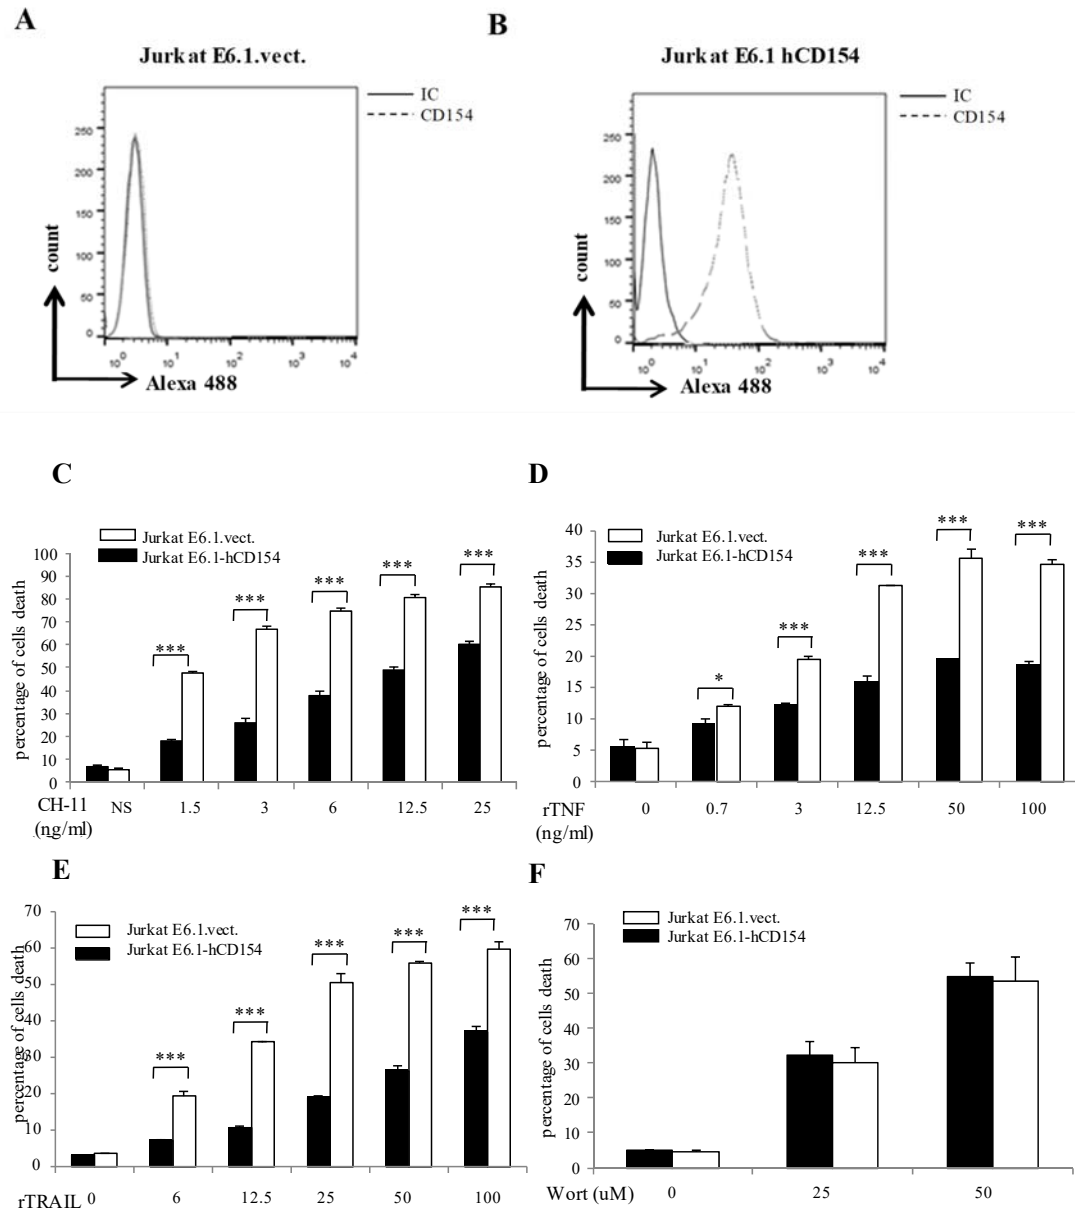 A
B
Jurkat E6.1.vect.
Jurkat E6.1 hCD154
IC
CD154
IC
CD154
250
200
150
100
50
0
count
10^0 10^1 10^2 10^3 10^4
Alexa 488
250
200
150
100
50
0
count
10^0 10^1 10^2 10^3 10^4
Alexa 488
C
Jurkat E6.1.vect.
Jurkat E6.1-hCD154
100
90
80
70
60
50
40
30
20
10
0
percentage of cells death
*** *** *** *** ***
CH-11 (ng/ml)
NS 1.5 3 6 12.5 25
D
Jurkat E6.1.vect.
Jurkat E6.1-hCD154
40
35
30
25
20
15
10
5
0
percentage of cells death
* *** *** *** ***
rTNF (ng/ml)
0 0.7 3 12.5 50 100
E
Jurkat E6.1.vect.
Jurkat E6.1-hCD154
70
60
50
40
30
20
10
0
percentage of cells death
*** *** *** *** ***
rTRAIL 0 6 12.5 25 50 100
F
Jurkat E6.1.vect.
Jurkat E6.1-hCD154
70
60
50
40
30
20
10
0
percentage of cells death
Wort (uM) 0 25 50